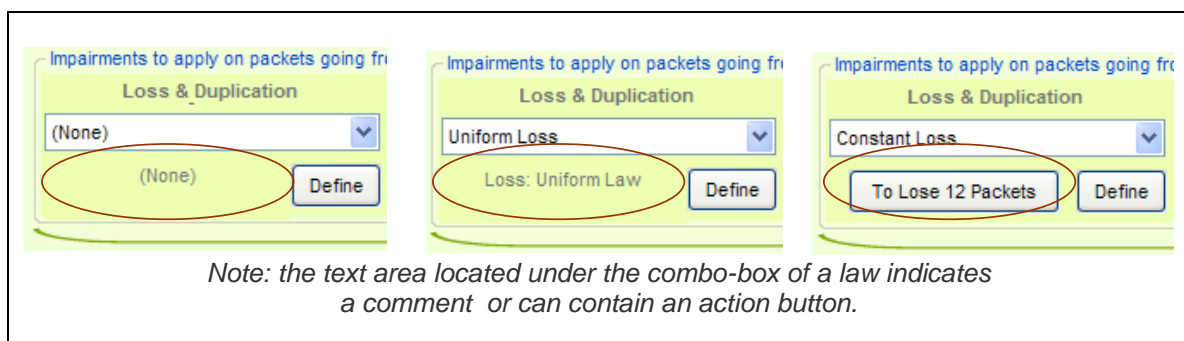 Impairments to apply on packets going fr
Loss & Duplication
(None)
(None)
Define
Impairments to apply on packets going fr
Loss & Duplication
Uniform Loss
Loss: Uniform Law
Define
Impairments to apply on packets going fro
Loss & Duplication
Constant Loss
To Lose 12 Packets
Define
Note: the text area located under the combo-box of a law indicates
a comment or can contain an action button.